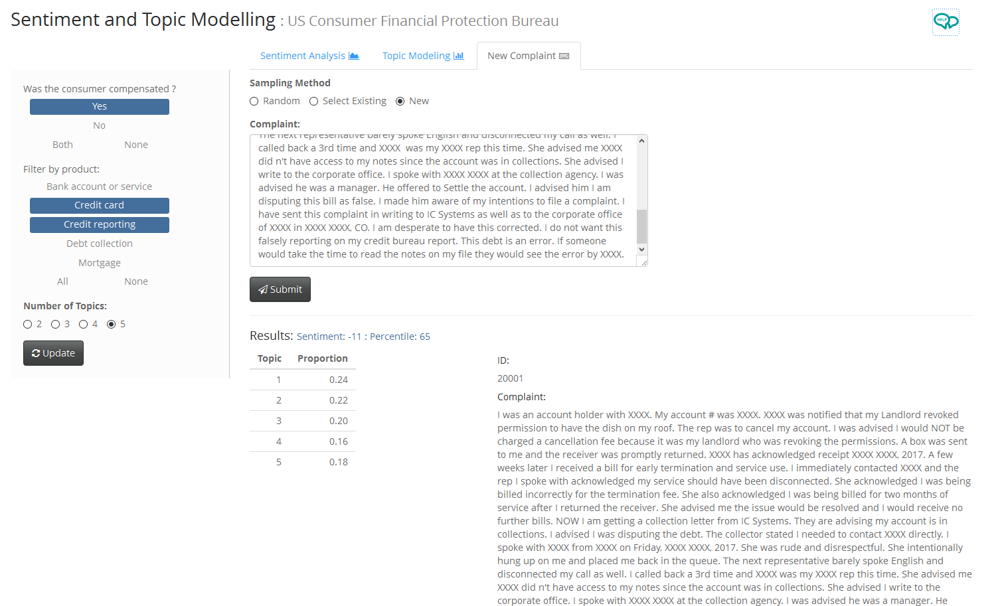 Sentiment and Topic Modelling : US Consumer Financial Protection Bureau
HELP
Sentiment Analysis
Topic Modeling
New Complaint
Was the consumer compensated ?
Yes
No
Both None
Filter by product:
Bank account or service
Credit card
Credit reporting
Debt collection
Mortgage
All None
Number of Topics:
2 3 4 5
Update
Sampling Method
Random Select Existing New
Complaint:
The next representative barely spoke English and disconnected my call as well. I
called back a 3rd time and XXXX  was my XXXX rep this time. She advised me XXXX
did n't have access to my notes since the account was in collections. She advised I
write to the corporate office. I spoke with XXXX XXXX at the collection agency. I was
advised he was a manager. He offered to Settle the account. I advised him I am
disputing this bill as false. I made him aware of my intentions to file a complaint. I
have sent this complaint in writing to IC Systems as well as to the corporate office
of XXXX in XXXX XXXX, CO. I am desperate to have this corrected. I do not want this
falsely reporting on my credit bureau report. This debt is an error. If someone
would take the time to read the notes on my file they would see the error by XXXX.
Submit
Results: Sentiment: -11 : Percentile: 65
Topic Proportion
1 0.24
2 0.22
3 0.20
4 0.16
5 0.18
ID:
20001
Complaint:
I was an account holder with XXXX. My account # was XXXX. XXXX was notified that my Landlord revoked
permission to have the dish on my roof. The rep was to cancel my account. I was advised I would NOT be
charged a cancellation fee because it was my landlord who was revoking the permissions. A box was sent
to me and the receiver was promptly returned. XXXX has acknowledged receipt XXXX XXXX, 2017. A few
weeks later I received a bill for early termination and service use. I immediately contacted XXXX and the
rep I spoke with acknowledged my service should have been disconnected. She acknowledged I was being
billed incorrectly for the termination fee. She also acknowledged I was being billed for two months of
service after I returned the receiver. She advised me the issue would be resolved and I would receive no
further bills. NOW I am getting a collection letter from IC Systems. They are advising my account is in
collections. I advised I was disputing the debt. The collector stated I needed to contact XXXX directly. I
spoke with XXXX from XXXX on Friday, XXXX XXXX, 2017. She was rude and disrespectful. She intentionally
hung up on me and placed me back in the queue. The next representative barely spoke English and
disconnected my call as well. I called back a 3rd time and XXXX was my XXXX rep this time. She advised me
XXXX did n't have access to my notes since the account was in collections. She advised I write to the
corporate office. I spoke with XXXX XXXX at the collection agency. I was advised he was a manager. He